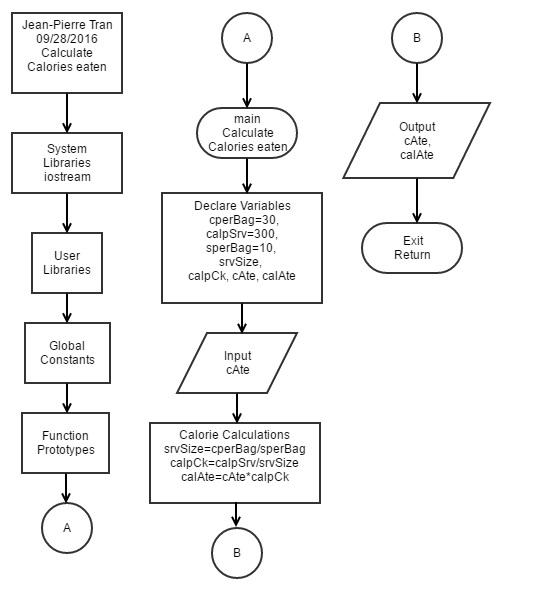 Jean-Pierre Tran
09/28/2016
Calculate
Calories eaten
System
Libraries
iostream
User
Libraries
Global
Constants
Function
Prototypes
A
A
main
Calculate
Calories eaten
Declare Variables
cperBag=30,
calpSrv=300,
sperBag=10,
srvSize,
calpCk, cAte, calAte
Input
cAte
Calorie Calculations
srvSize=cperBag/sperBag
calpCk=calpSrv/srvSize
calAte=cAte*calpCk
B
B
Output
cAte,
calAte
Exit
Return